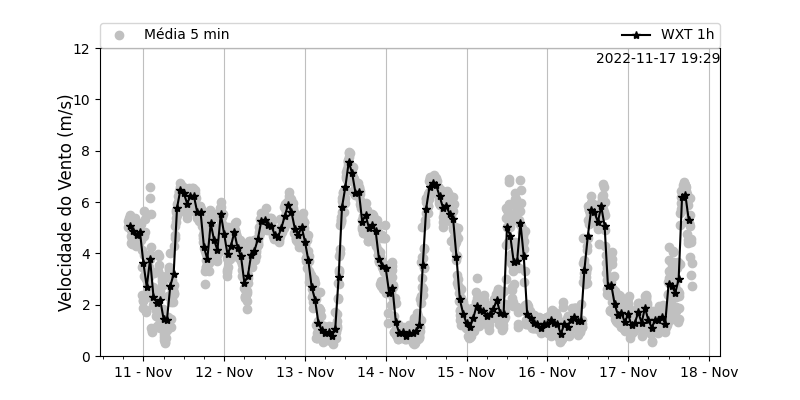 Média 5 min
WXT 1h
2022-11-17 19:29
Velocidade do Vento (m/s)
12
10
8
6
4
2
0
11 - Nov
12 - Nov
13 - Nov
14 - Nov
15 - Nov
16 - Nov
17 - Nov
18 - Nov